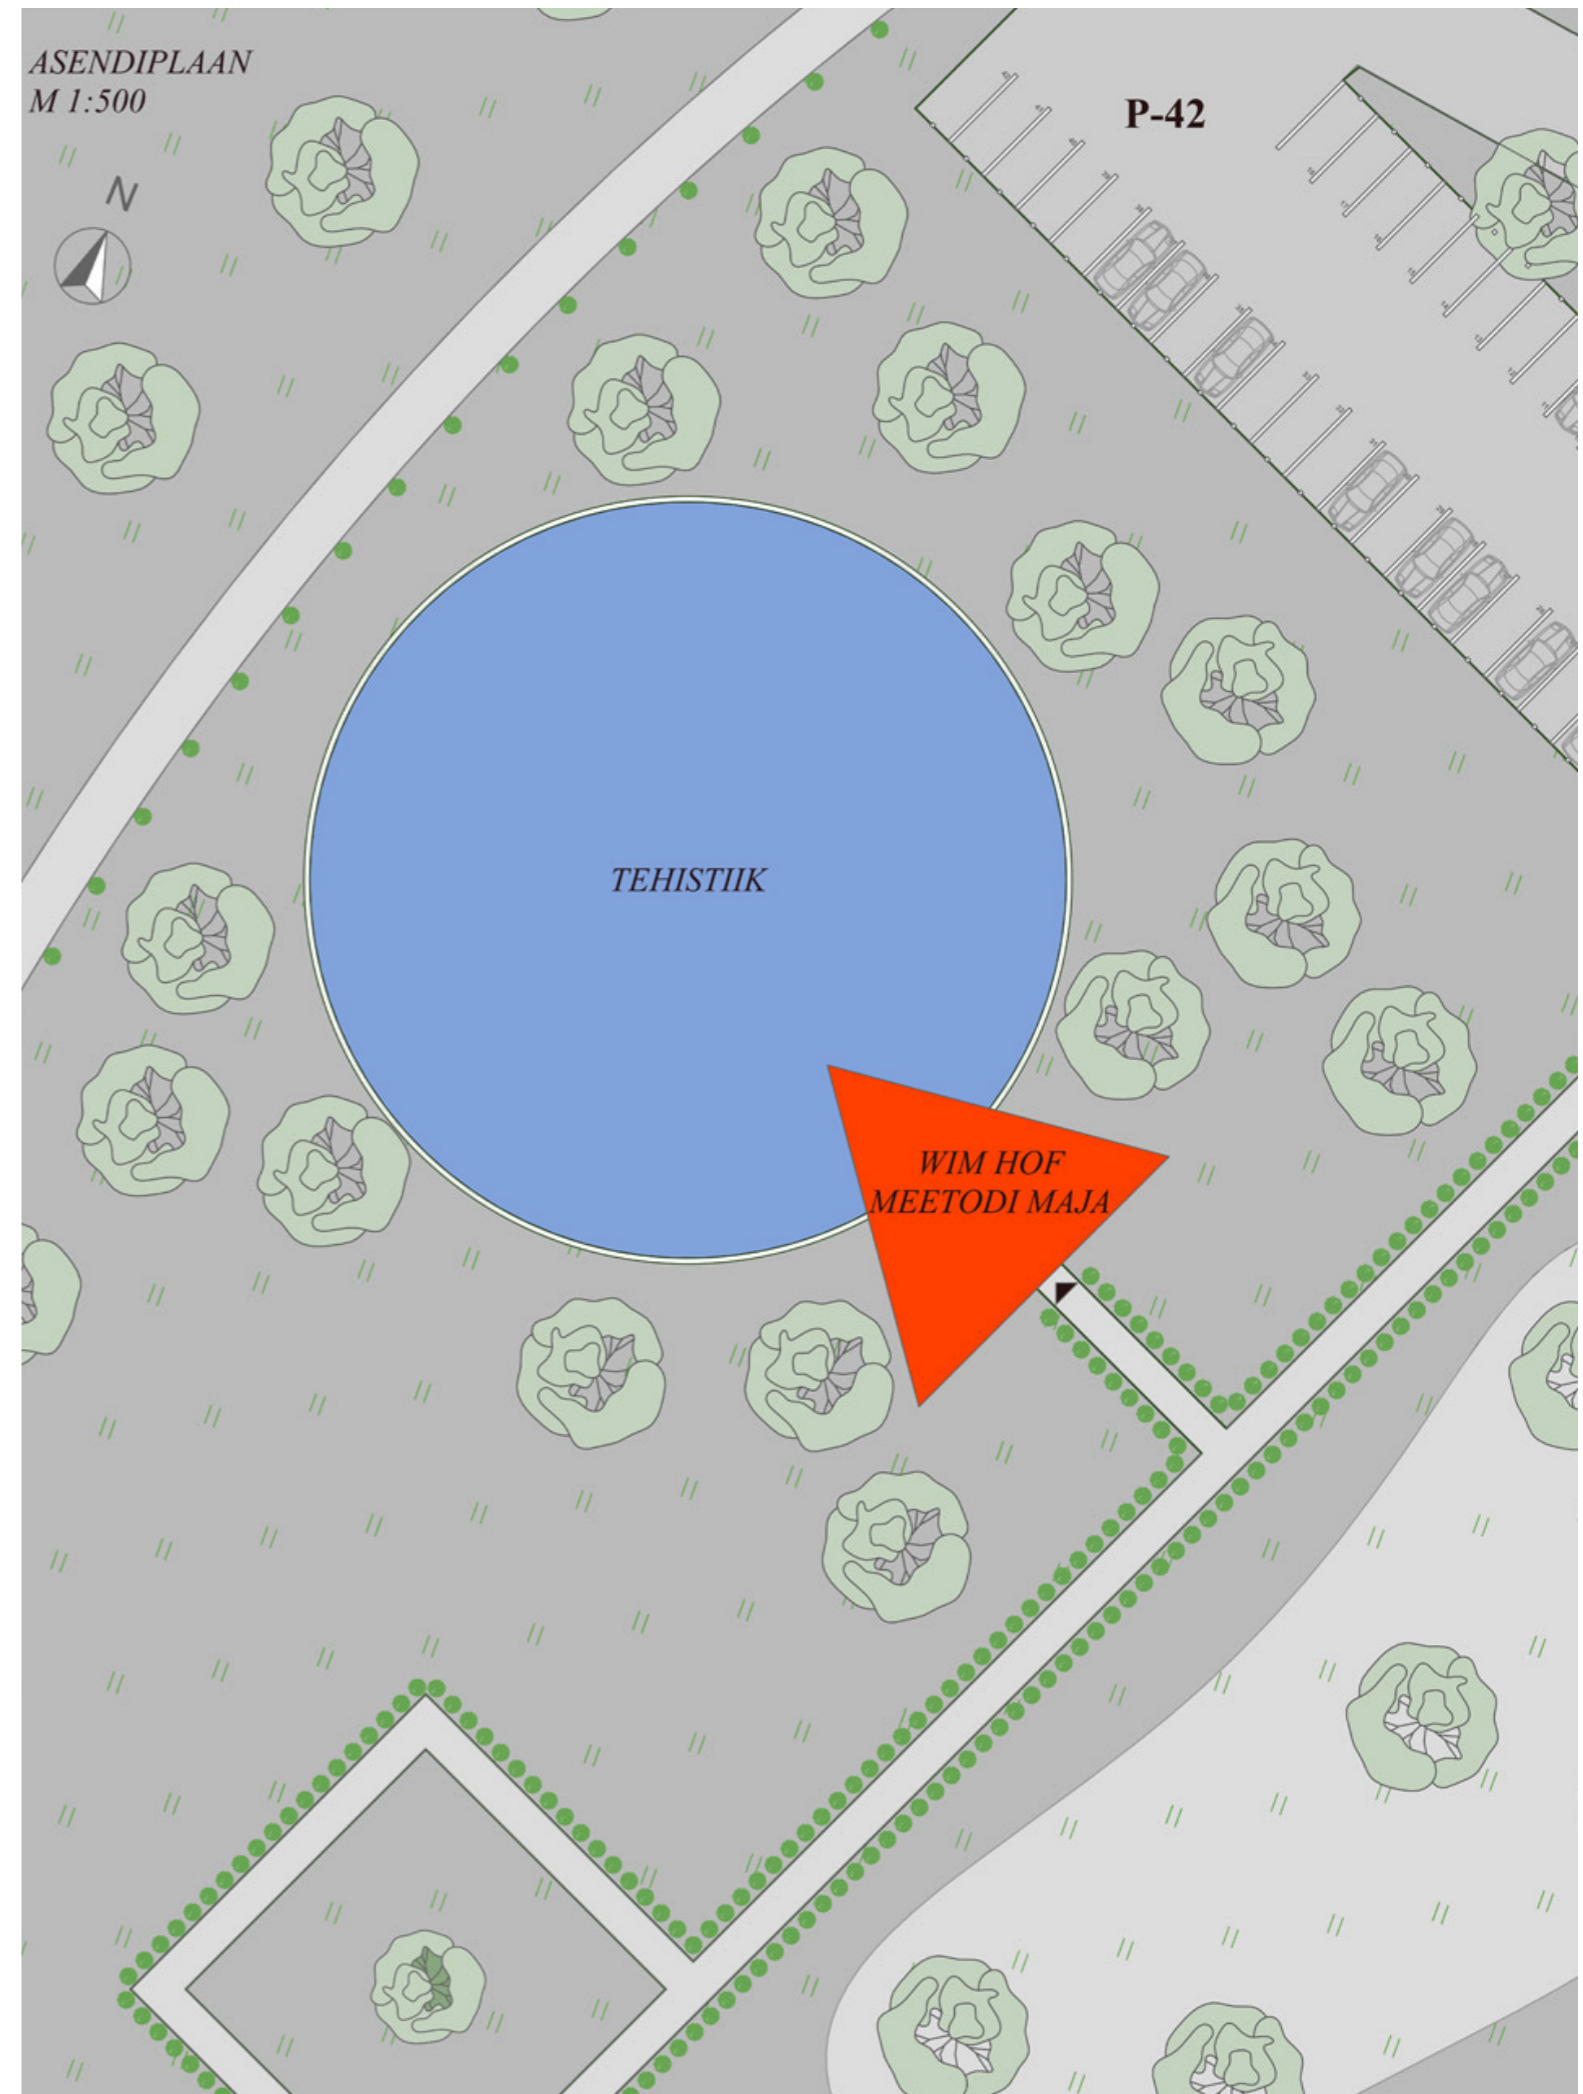 ASENDIPLAAN
M 1:500
N
P-42
TEHISTIIK
WIM HOF
MEETODI MAJA